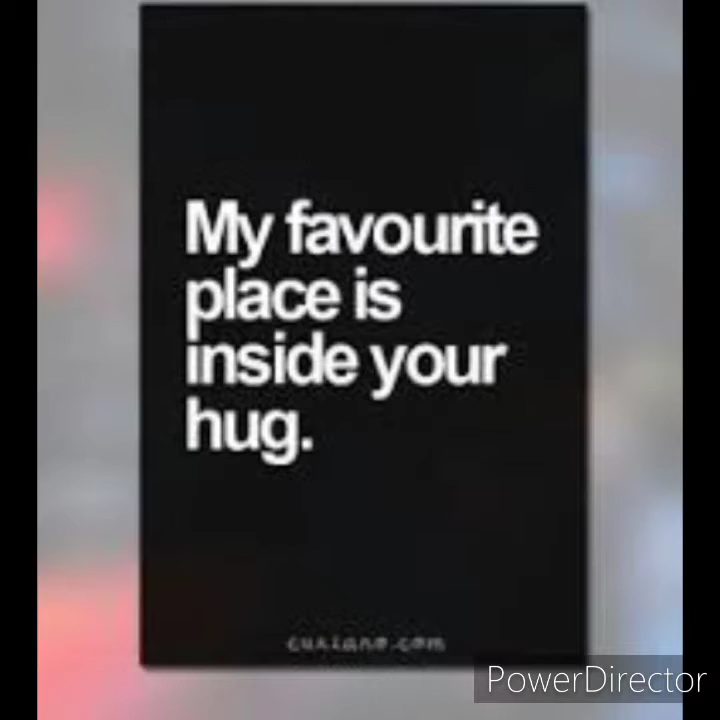 My favourite
place is
inside your
hug.
PowerDirector